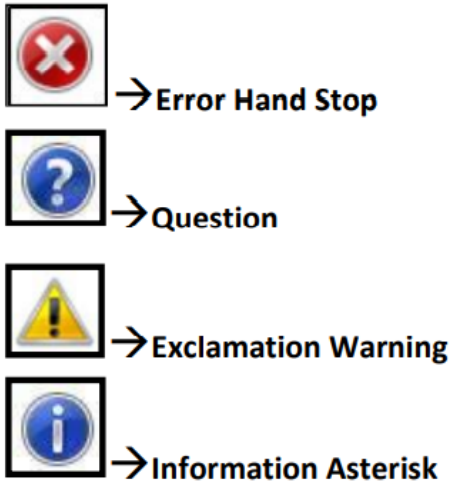 →Error Hand Stop
→Question
→Exclamation Warning
→Information Asterisk